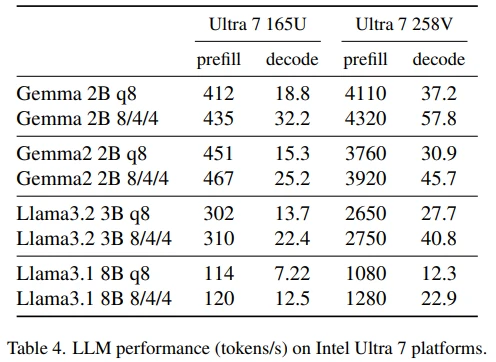 Ultra 7 165U Ultra 7 258V
prefill decode prefill decode
Gemma 2B q8 412 18.8 4110 37.2
Gemma 2B 8/4/4 435 32.2 4320 57.8
Gemma2 2B q8 451 15.3 3760 30.9
Gemma2 2B 8/4/4 467 25.2 3920 45.7
Llama3.2 3B q8 302 13.7 2650 27.7
Llama3.2 3B 8/4/4 310 22.4 2750 40.8
Llama3.1 8B q8 114 7.22 1080 12.3
Llama3.1 8B 8/4/4 120 12.5 1280 22.9
Table 4. LLM performance (tokens/s) on Intel Ultra 7 platforms.